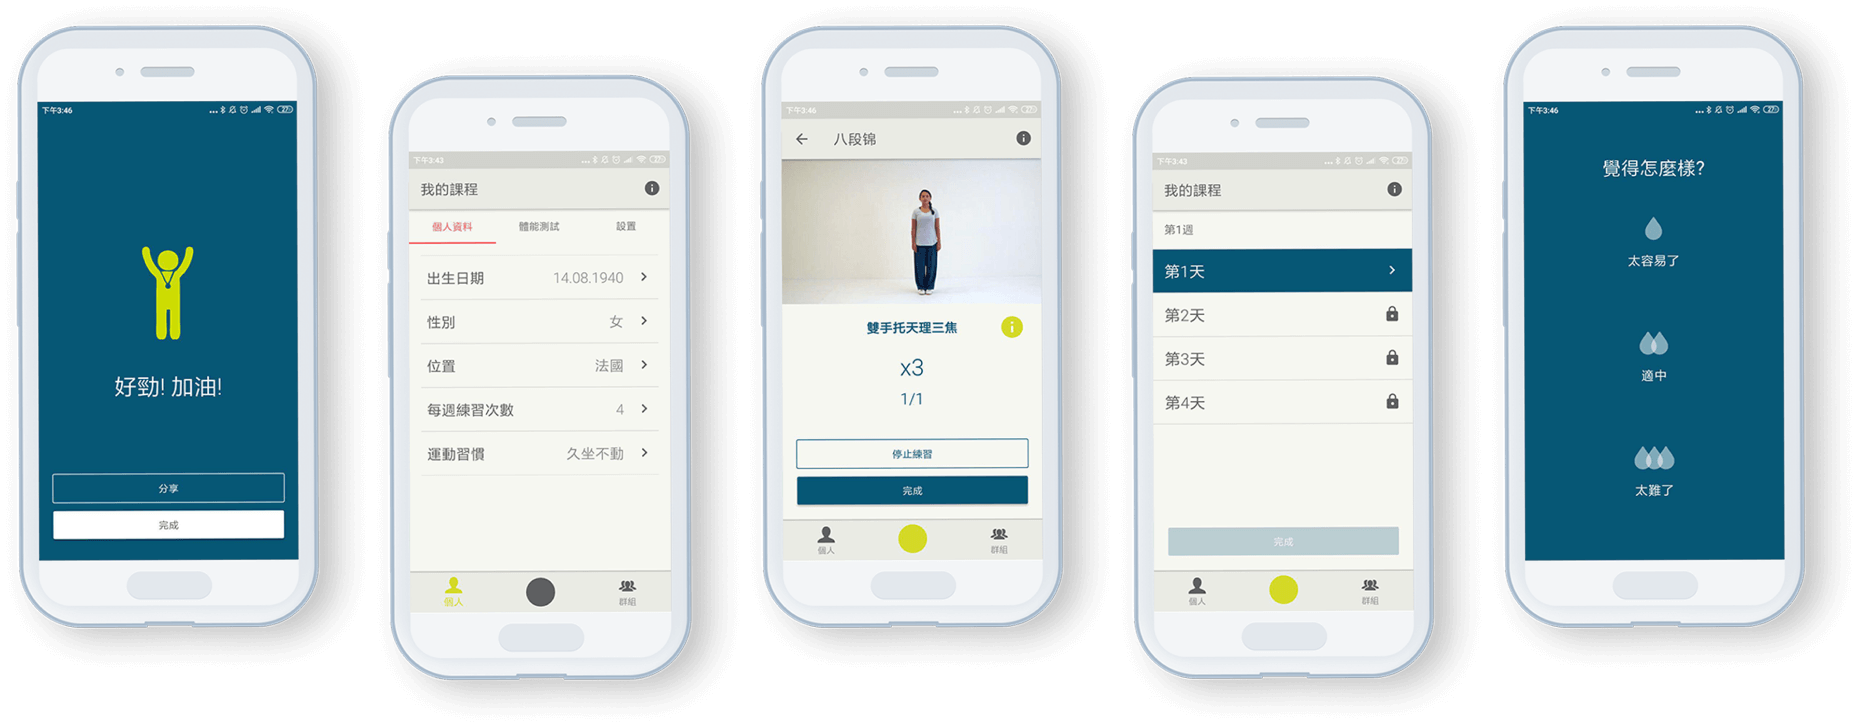 下午3:46
27
好勁! 加油!
分享
完成
下午3:43
27
我的課程
個人資料 體能測試 設置
出生日期 14.08.1940
性別 女
位置 法國
每週練習次數 4
運動習慣 久坐不動
個人 群組
下午3:46
27
八段锦
雙手托天理三焦
x3
1/1
停止練習
完成
個人 群組
下午3:43
27
我的課程
第1週
第1天
第2天
第3天
第4天
完成
個人 群組
下午3:46
27
覺得怎麼樣?
太容易了
適中
太難了